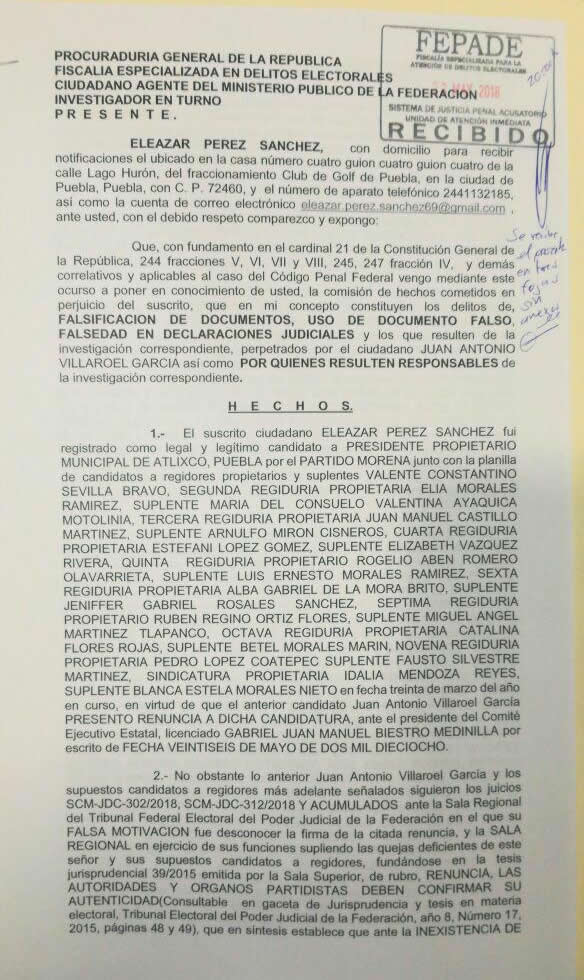 FEPADE
FISCALÍA ESPECIALIZADA PARA LA
ATENCIÓN DE DELITOS ELECTORALES
MAY 2018
SISTEMA DE JUSTICIA PENAL ACUSATORIO
UNIDAD DE ATENCIÓN INMEDIATA
RECIBIDO
PROCURADURIA GENERAL DE LA REPUBLICA
FISCALIA ESPECIALIZADA EN DELITOS ELECTORALES
CIUDADANO AGENTE DEL MINISTERIO PUBLICO DE LA FEDERACION
INVESTIGADOR EN TURNO
P R E S E N T E .
ELEAZAR PEREZ SANCHEZ, con domicilio para recibir
notificaciones el ubicado en la casa número cuatro guion cuatro guion cuatro de la
calle Lago Hurón, del fraccionamiento Club de Golf de Puebla, en la ciudad de
Puebla, Puebla, con C. P. 72460, y el número de aparato telefónico 2441132185,
así como la cuenta de correo electrónico eleazar.perez.sanchez69@gmail.com ,
ante usted, con el debido respeto comparezco y expongo:
Que, con fundamento en el cardinal 21 de la Constitución General de
la República, 244 fracciones V, VI, VII y VIII, 245, 247 fracción IV, y demás
correlativos y aplicables al caso del Código Penal Federal vengo mediante este
ocurso a poner en conocimiento de usted, la comisión de hechos cometidos en
perjuicio del suscrito, que en mi concepto constituyen los delitos de,
FALSIFICACION DE DOCUMENTOS, USO DE DOCUMENTO FALSO,
FALSEDAD EN DECLARACIONES JUDICIALES y los que resulten de la
investigación correspondiente, perpetrados por el ciudadano JUAN ANTONIO
VILLAROEL GARCIA así como POR QUIENES RESULTEN RESPONSABLES de
la investigación correspondiente.
Se recibe
el presente
en tres
fojas
sin
anexos
H E C H O S.
1.- El suscrito ciudadano ELEAZAR PEREZ SANCHEZ fui
registrado como legal y legítimo candidato a PRESIDENTE PROPIETARIO
MUNICIPAL DE ATLIXCO, PUEBLA por el PARTIDO MORENA junto con la planilla
de candidatos a regidores propietarios y suplentes VALENTE CONSTANTINO
SEVILLA BRAVO, SEGUNDA REGIDURIA PROPIETARIA ELIA MORALES
RAMIREZ, SUPLENTE MARIA DEL CONSUELO VALENTINA AYAQUICA
MOTOLINIA, TERCERA REGIDURIA PROPIETARIA JUAN MANUEL CASTILLO
MARTINEZ, SUPLENTE ARNULFO MIRON CISNEROS, CUARTA REGIDURIA
PROPIETARIA ESTEFANI LOPEZ GOMEZ, SUPLENTE ELIZABETH VAZQUEZ
RIVERA, QUINTA REGIDURIA PROPIETARIA ROGELIO ABEN ROMERO
OLAVARRIETA, SUPLENTE LUIS ERNESTO MORALES RAMIREZ, SEXTA
REGIDURIA PROPIETARIA ALBA GABRIEL DE LA MORA BRITO, SUPLENTE
JENIFFER GABRIEL ROSALES SANCHEZ, SEPTIMA REGIDURIA
PROPIETARIO RUBEN REGINO ORTIZ FLORES, SUPLENTE MIGUEL ANGEL
MARTINEZ TLAPANCO, OCTAVA REGIDURIA PROPIETARIA CATALINA
FLORES ROJAS, SUPLENTE BETEL MORALES MARIN, NOVENA REGIDURIA
PROPIETARIA PEDRO LOPEZ COATEPEC SUPLENTE FAUSTO SILVESTRE
MARTINEZ, SINDICATURA PROPIETARIA IDALIA MENDOZA REYES,
SUPLENTE BLANCA ESTELA MORALES NIETO en fecha treinta de marzo del año
en curso, en virtud de que el anterior candidato Juan Antonio Villaroel García
PRESENTO RENUNCIA A DICHA CANDIDATURA, ante el presidente del Comité
Ejecutivo Estatal, licenciado GABRIEL JUAN MANUEL BIESTRO MEDINILLA por
escrito de FECHA VEINTISEIS DE MAYO DE DOS MIL DIECIOCHO.
2.- No obstante lo anterior Juan Antonio Villaroel García y los
supuestos candidatos a regidores más adelante señalados siguieron los juicios
SCM-JDC-302/2018, SCM-JDC-312/2018 Y ACUMULADOS ante la Sala Regional
del Tribunal Federal Electoral del Poder Judicial de la Federación en el que su
FALSA MOTIVACION fue desconocer la firma de la citada renuncia, y la SALA
REGIONAL en ejercicio de sus funciones supliendo las quejas deficientes de este
señor y sus supuestos candidatos a regidores, fundándose en la tesis
jurisprudencial 39/2015 emitida por la Sala Superior, de rubro, RENUNCIA, LAS
AUTORIDADES Y ORGANOS PARTIDISTAS DEBEN CONFIRMAR SU
AUTENTICIDAD(Consultable en gaceta de Jurisprudencia y tesis en materia
electoral, Tribunal Electoral del Poder Judicial de la Federación, año 8, Número 17,
2015, páginas 48 y 49), que en síntesis establece que ante la INEXISTENCIA DE